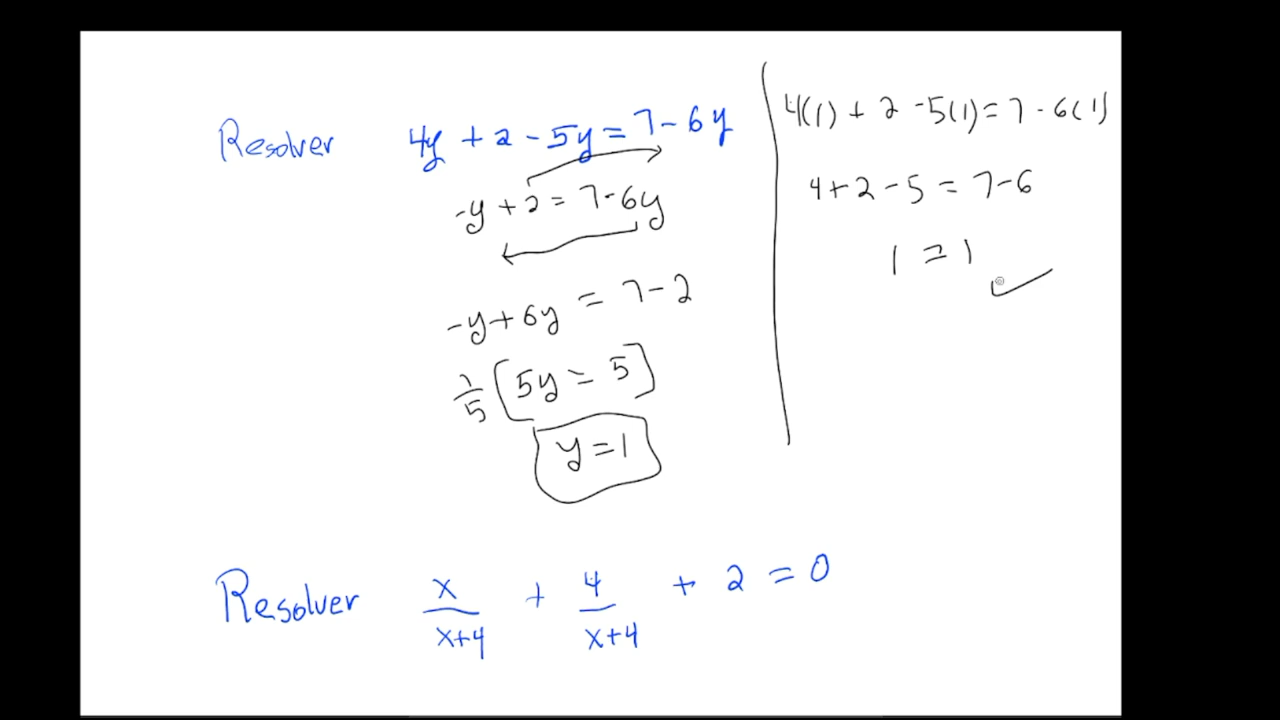 Resolver 4y + 2 - 5y = 7 - 6y
-y + 2 = 7 - 6y
-y + 6y = 7 - 2
1/5 [5y = 5]
y = 1
4(1) + 2 - 5(1) = 7 - 6(1)
4 + 2 - 5 = 7 - 6
1 = 1
Resolver x/(x+4) + 4/(x+4) + 2 = 0